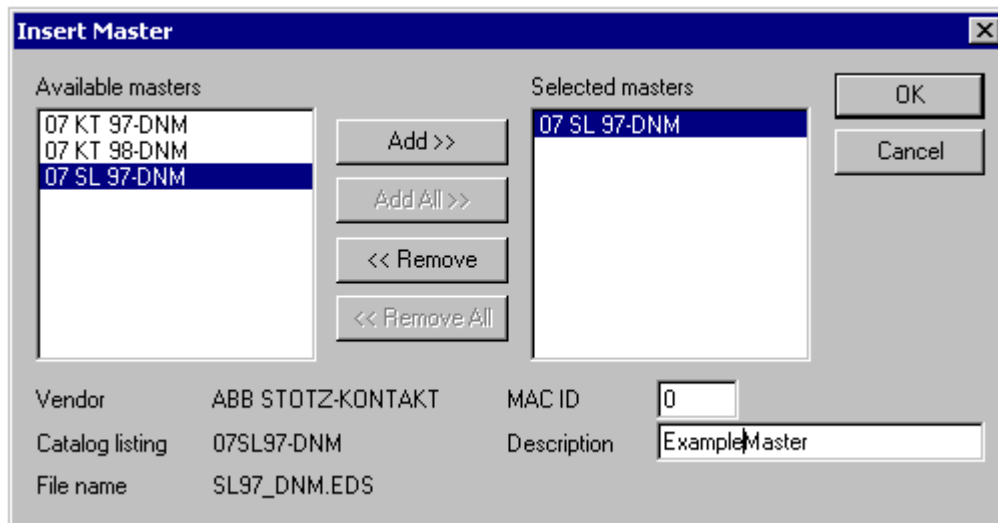 Insert Master
Available masters
07 KT 97-DNM
07 KT 98-DNM
07 SL 97-DNM
Add >>
Add All >>
<< Remove
<< Remove All
Selected masters
07 SL 97-DNM
OK
Cancel
Vendor ABB STOTZ-KONTAKT
Catalog listing 07SL97-DNM
File name SL97_DNM.EDS
MAC ID 0
Description ExampleMaster